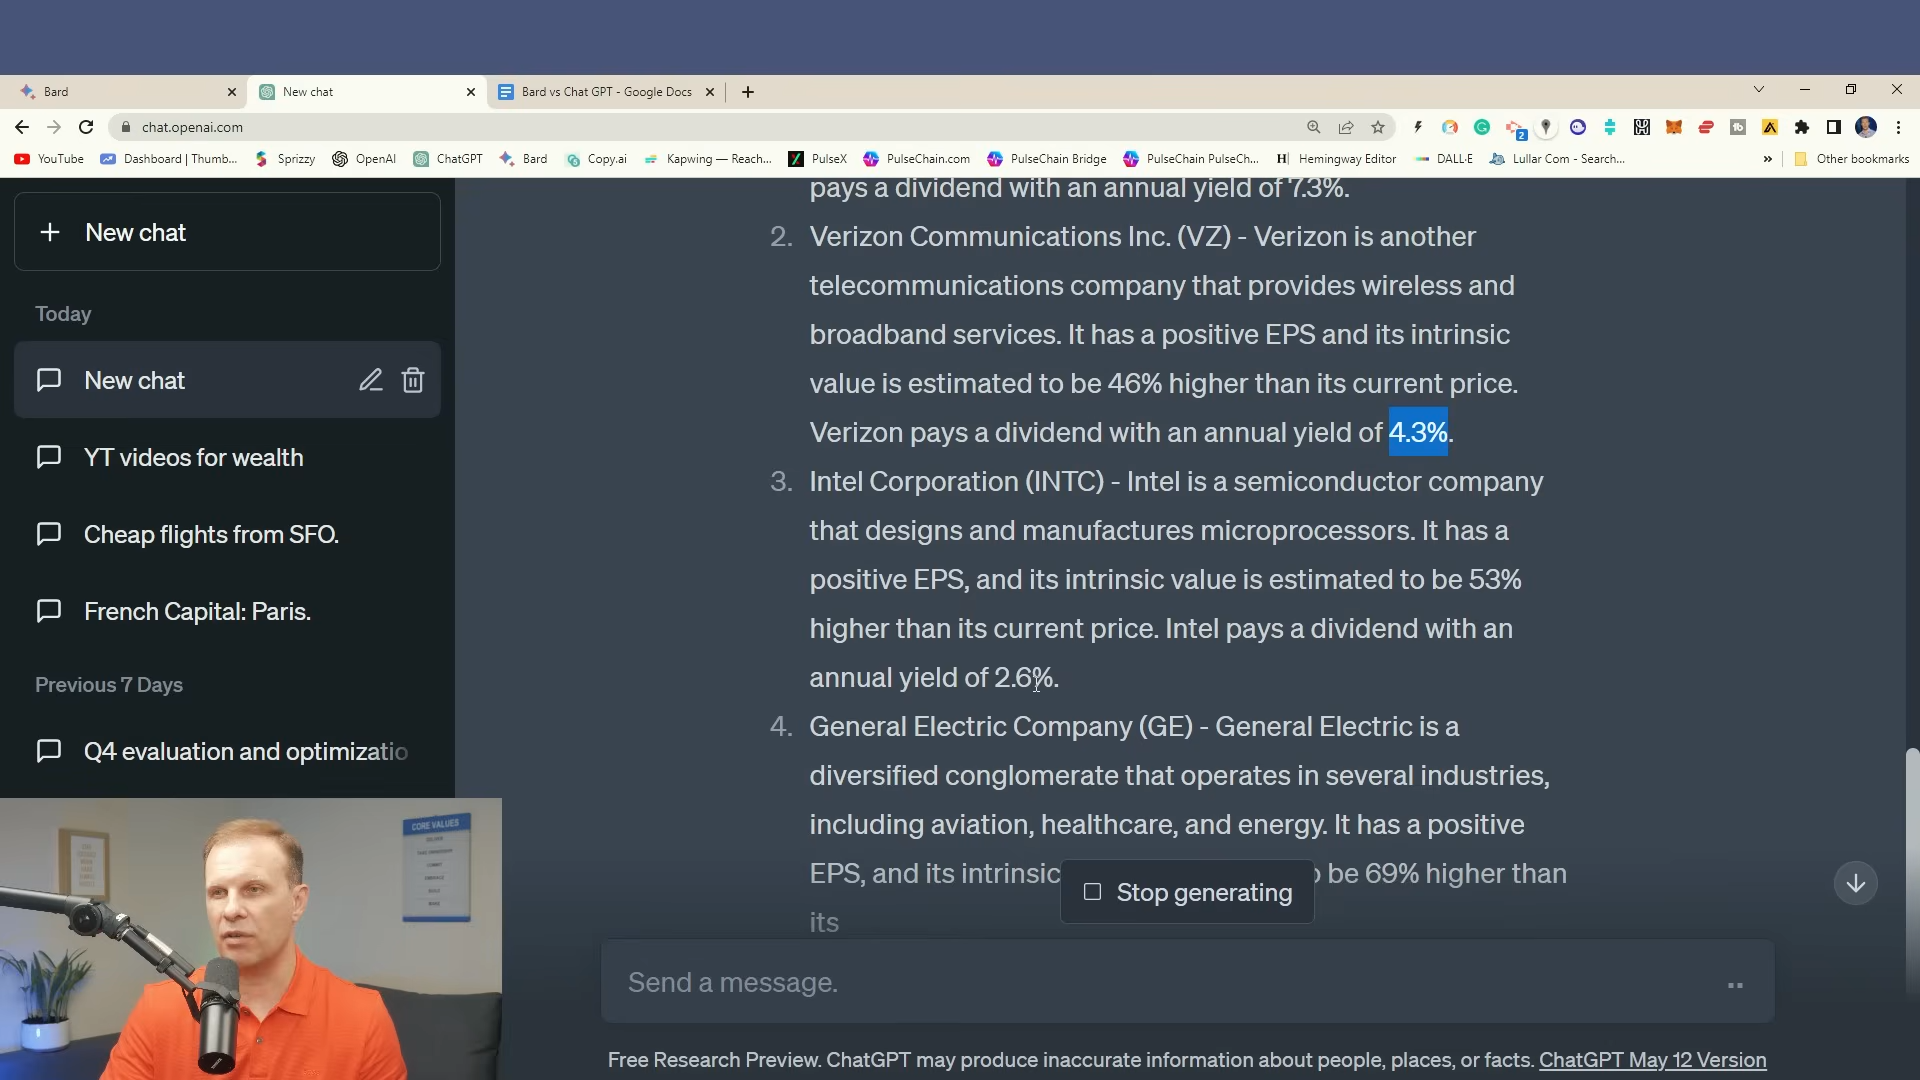 Bard
New chat
Bard vs Chat GPT - Google Docs
chat.openai.com
2
YouTube
Dashboard | Thumb...
Sprizzy
OpenAI
ChatGPT
Bard
Copy.ai
Kapwing — Reach...
PulseX
PulseChain.com
PulseChain Bridge
PulseChain PulseCh...
Hemingway Editor
DALL·E
Lullar Com - Search...
»
Other bookmarks
+ New chat
Today
New chat
YT videos for wealth
Cheap flights from SFO.
French Capital: Paris.
Previous 7 Days
Q4 evaluation and optimizatio
pays a dividend with an annual yield of 7.3%.
2. Verizon Communications Inc. (VZ) - Verizon is another
telecommunications company that provides wireless and
broadband services. It has a positive EPS and its intrinsic
value is estimated to be 46% higher than its current price.
Verizon pays a dividend with an annual yield of 4.3%.
3. Intel Corporation (INTC) - Intel is a semiconductor company
that designs and manufactures microprocessors. It has a
positive EPS, and its intrinsic value is estimated to be 53%
higher than its current price. Intel pays a dividend with an
annual yield of 2.6%.
4. General Electric Company (GE) - General Electric is a
diversified conglomerate that operates in several industries,
including aviation, healthcare, and energy. It has a positive
EPS, and its intrinsic
be 69% higher than
its
Stop generating
Send a message.
Free Research Preview. ChatGPT may produce inaccurate information about people, places, or facts. ChatGPT May 12 Version
CORE VALUES